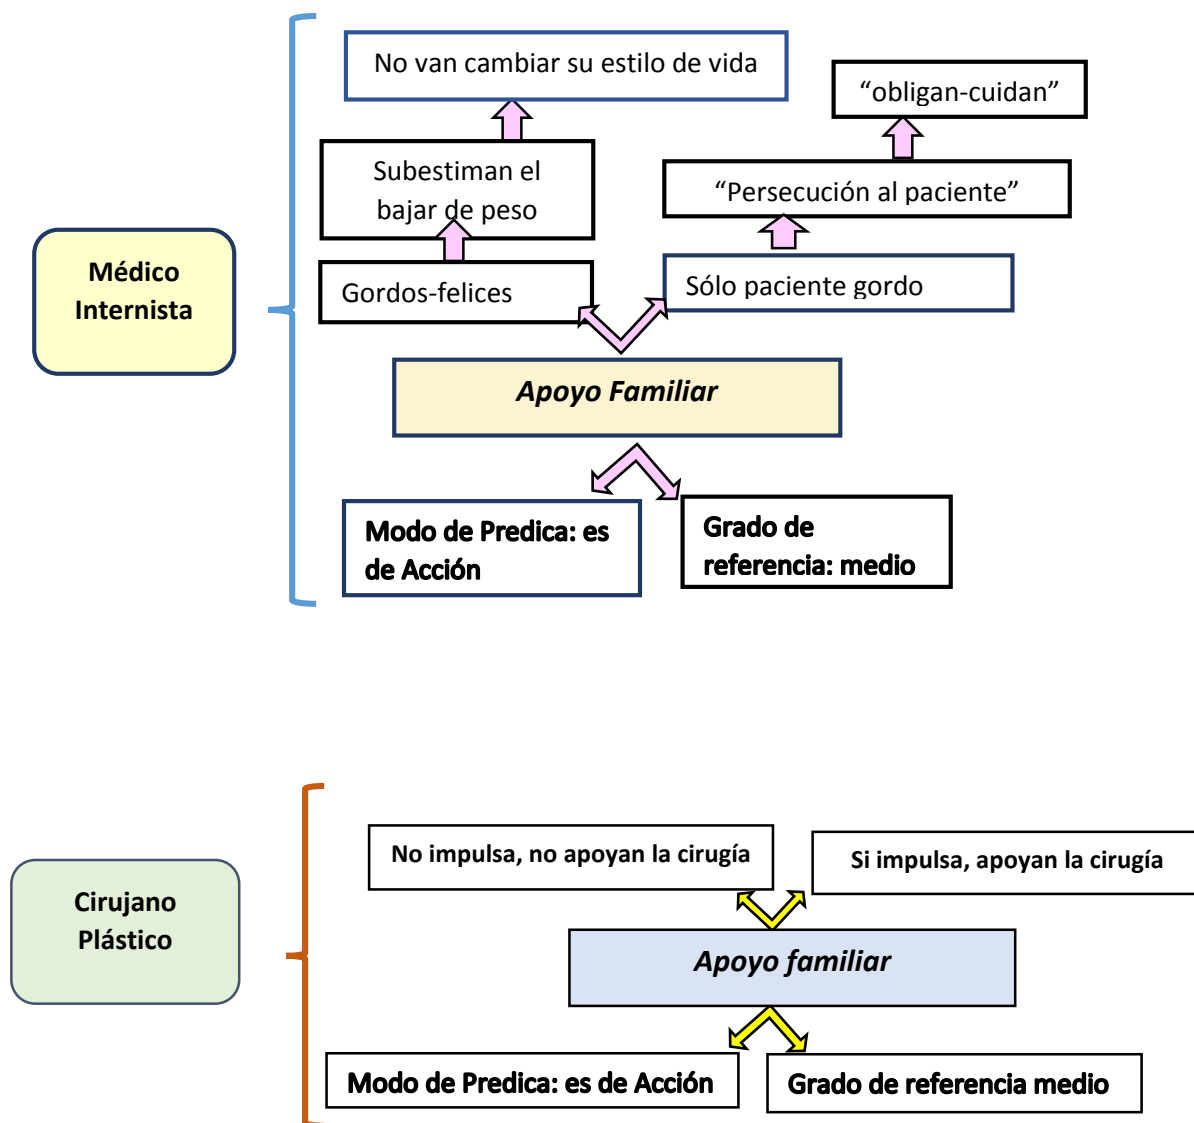 No van cambiar su estilo de vida
“obligan-cuidan”
Subestiman el
bajar de peso
“Persecución al paciente”
Médico
Internista
Gordos-felices
Sólo paciente gordo
Apoyo Familiar
Modo de Predica: es
de Acción
Grado de
referencia: medio
No impulsa, no apoyan la cirugía
Si impulsa, apoyan la cirugía
Cirujano
Plástico
Apoyo familiar
Modo de Predica: es de Acción
Grado de referencia medio